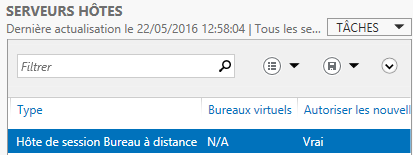 SERVEURS HÔTES
Dernière actualisation le 22/05/2016 12:58:04 | Tous les se... TÂCHES
Filtrer
Type Bureaux virtuels Autoriser les nouvell
Hôte de session Bureau à distance N/A Vrai